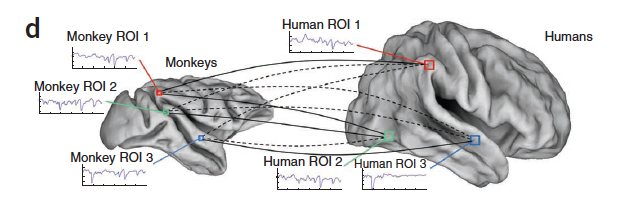 d
Monkey ROI 1
Human ROI 1
Humans
Monkeys
Monkey ROI 2
Monkey ROI 3
Human ROI 2
Human ROI 3